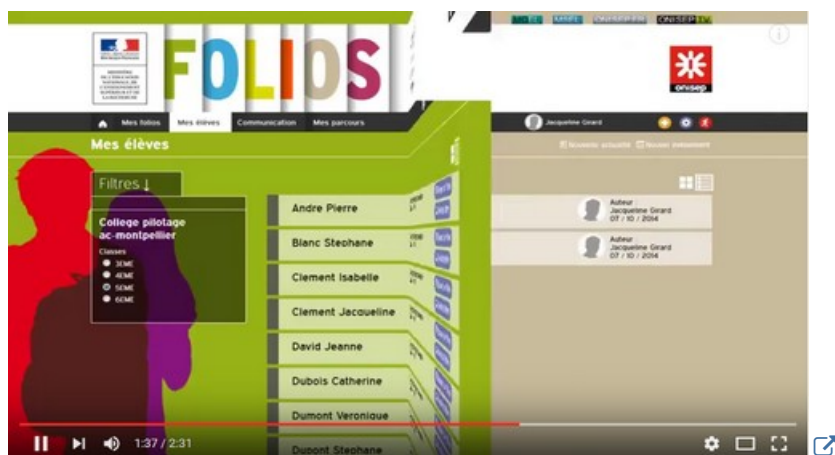 FOLIOS
onisep
Mes folios
Mes élèves
Communication
Mes parcours
Jacqueline Girard
Mes élèves
Filtres
College pilotage
ac-montpellier
Classes
3EME
4EME
5EME
6EME
Andre Pierre
Blanc Stephane
Clement Isabelle
Clement Jacqueline
David Jeanne
Dubois Catherine
Dumont Veronique
Dupont Stephane
Auteur :
Jacqueline Girard
07 / 10 / 2014
Auteur :
Jacqueline Girard
07 / 10 / 2014
1:37 / 2:31